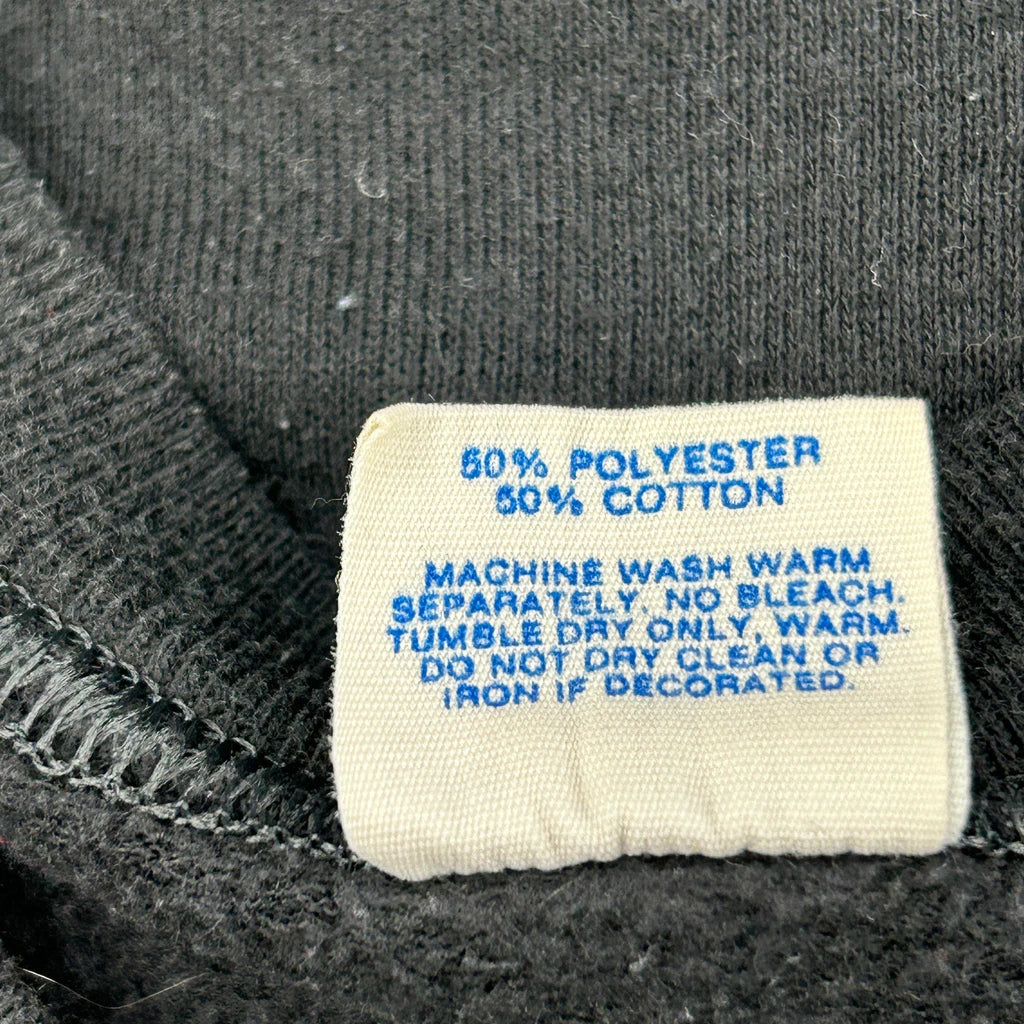 50% POLYESTER
50% COTTON
MACHINE WASH WARM
SEPARATELY. NO BLEACH.
TUMBLE DRY ONLY, WARM.
DO NOT DRY CLEAN OR
IRON IF DECORATED.